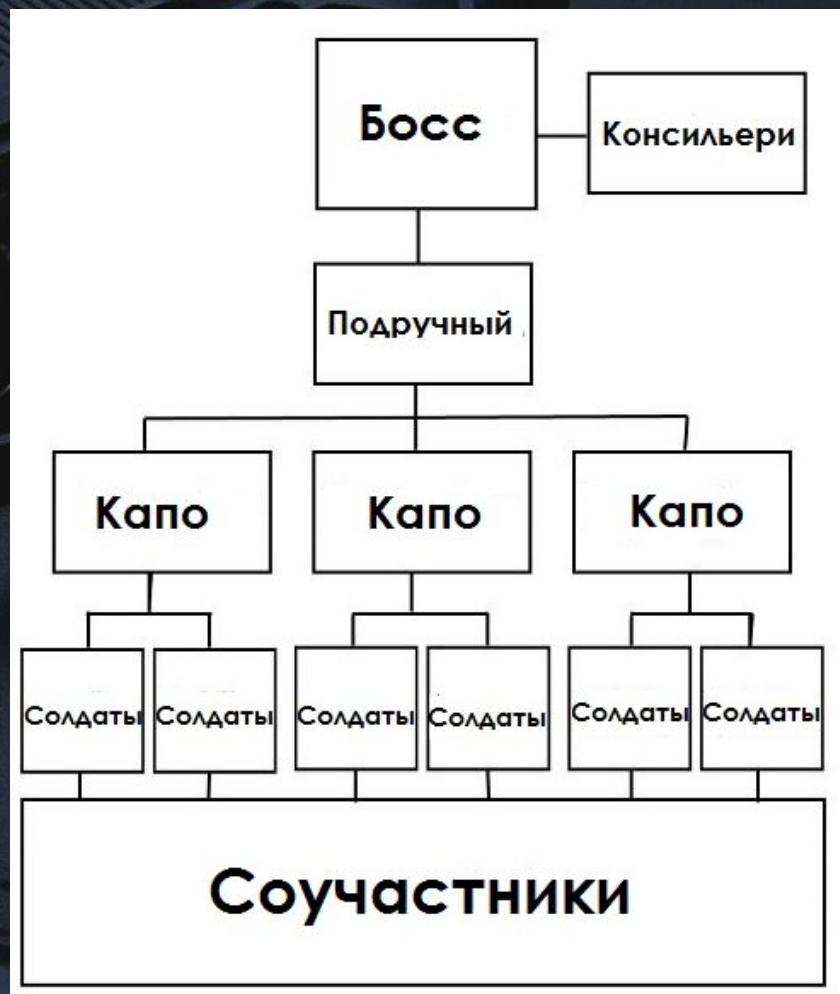 Босс
Консильери
Подручный
Капо
Капо
Капо
Солдаты
Солдаты
Солдаты
Солдаты
Солдаты
Солдаты
Соучастники